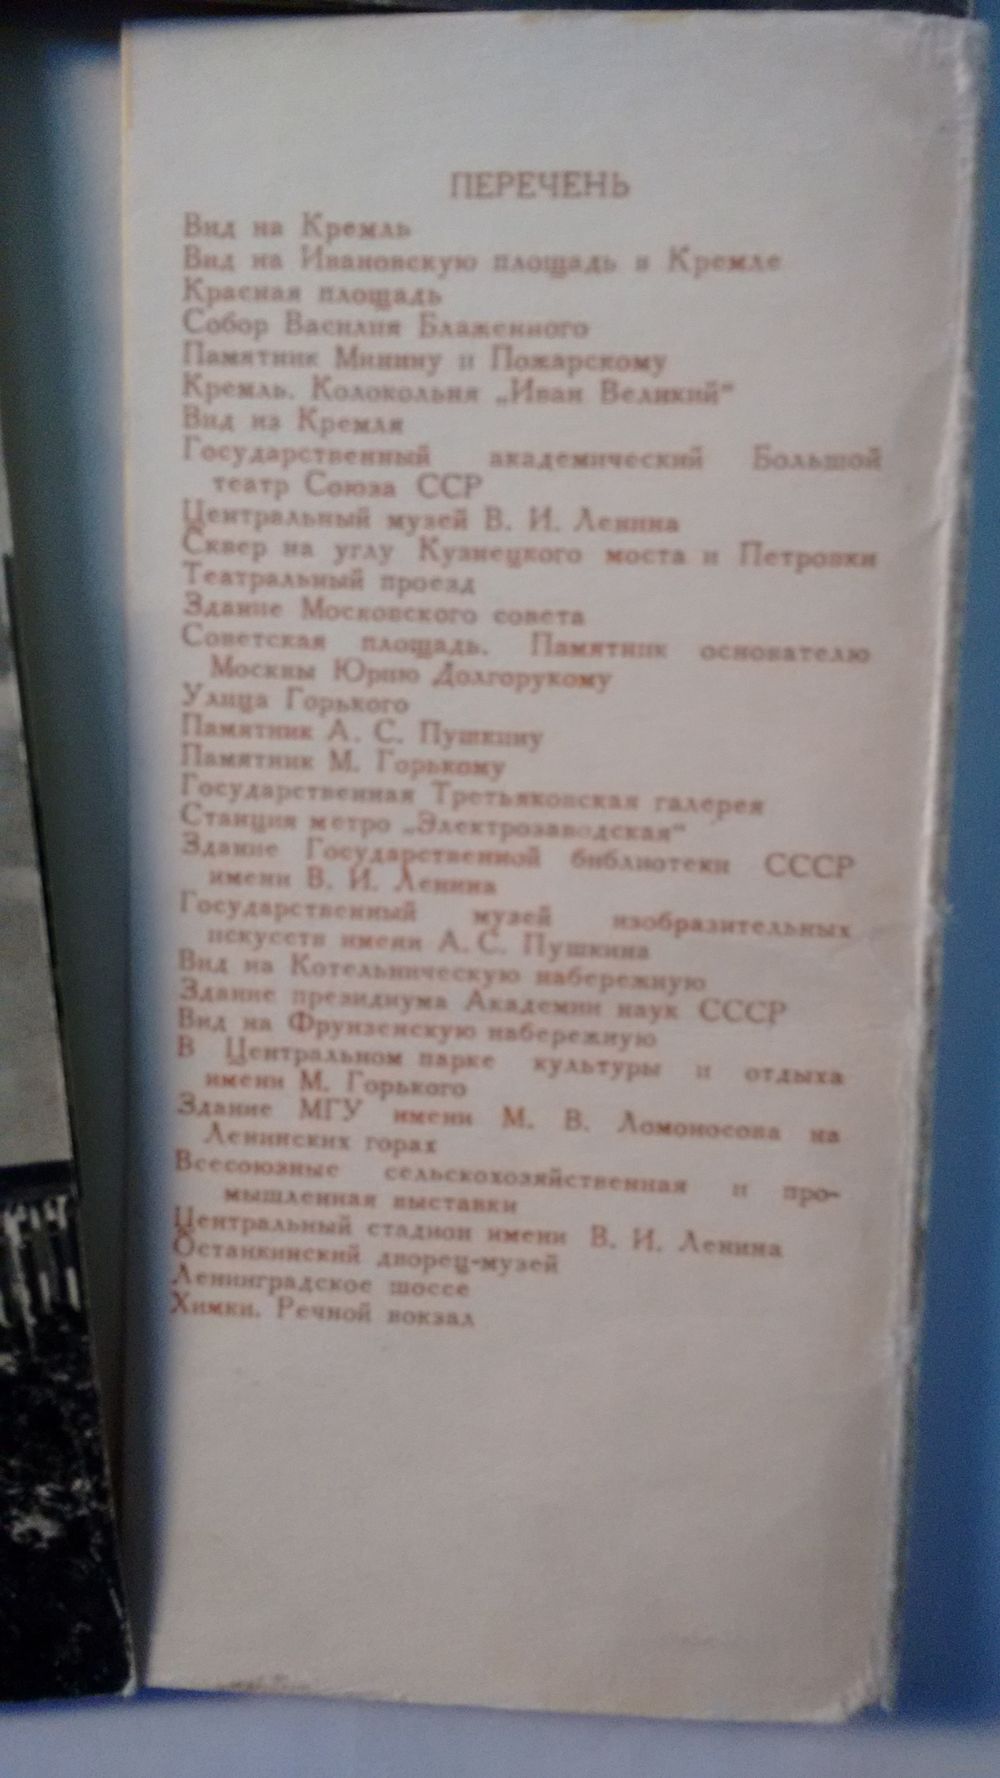 ПЕРЕЧЕНЬ
Вид на Кремль
Вид на Ивановскую площадь в Кремле
Красная площадь
Собор Василия Блаженного
Памятник Минину и Пожарскому
Кремль. Колокольня „Иван Великий"
Вид из Кремля
Государственный академический Большой
театр Союза ССР
Центральный музей В. И. Ленина
Сквер на углу Кузнецкого моста и Петровки
Театральный проезд
Здание Московского совета
Советская площадь. Памятник основателю
Москвы Юрию Долгорукому
Улица Горького
Памятник А. С. Пушкину
Памятник М. Горькому
Государственная Третьяковская галерея
Станция метро „Электрозаводская"
Здание Государственной библиотеки СССР
имени В. И. Ленина
Государственный музей изобразительных
искусств имени А. С. Пушкина
Вид на Котельническую набережную
Здание президиума Академии наук СССР
Вид на Фрунзенскую набережную
В Центральном парке культуры и отдыха
имени М. Горького
Здание МГУ имени М. В. Ломоносова на
Ленинских горах
Всесоюзные сельскохозяйственная и про-
мышленная выставки
Центральный стадион имени В. И. Ленина
Останкинский дворец-музей
Ленинградское шоссе
Химки. Речной вокзал